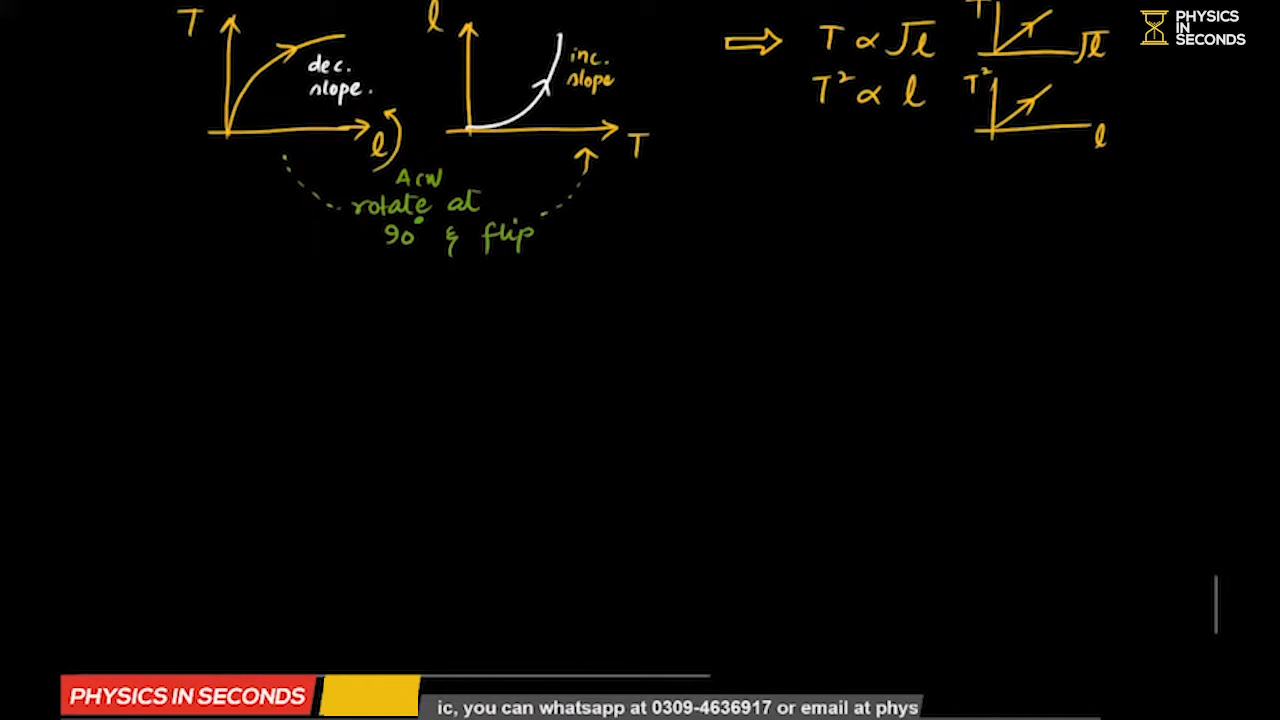 T
dec.
slope.
l
l
inc.
slope
T
⇒ T ∝ √l
T² ∝ l
T
√l
T²
l
ACW
rotate at
90° & flip
PHYSICS
IN
SECONDS
PHYSICS IN SECONDS
ic, you can whatsapp at 0309-4636917 or email at phys